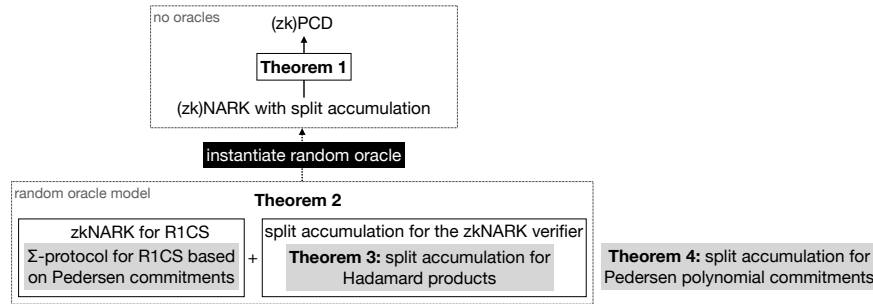 no oracles
(zk)PCD
Theorem 1
(zk)NARK with split accumulation
instantiate random oracle
random oracle model
Theorem 2
zkNARK for R1CS
Σ-protocol for R1CS based
on Pedersen commitments
+
split accumulation for the zkNARK verifier
Theorem 3: split accumulation for
Hadamard products
Theorem 4: split accumulation for
Pedersen polynomial commitments